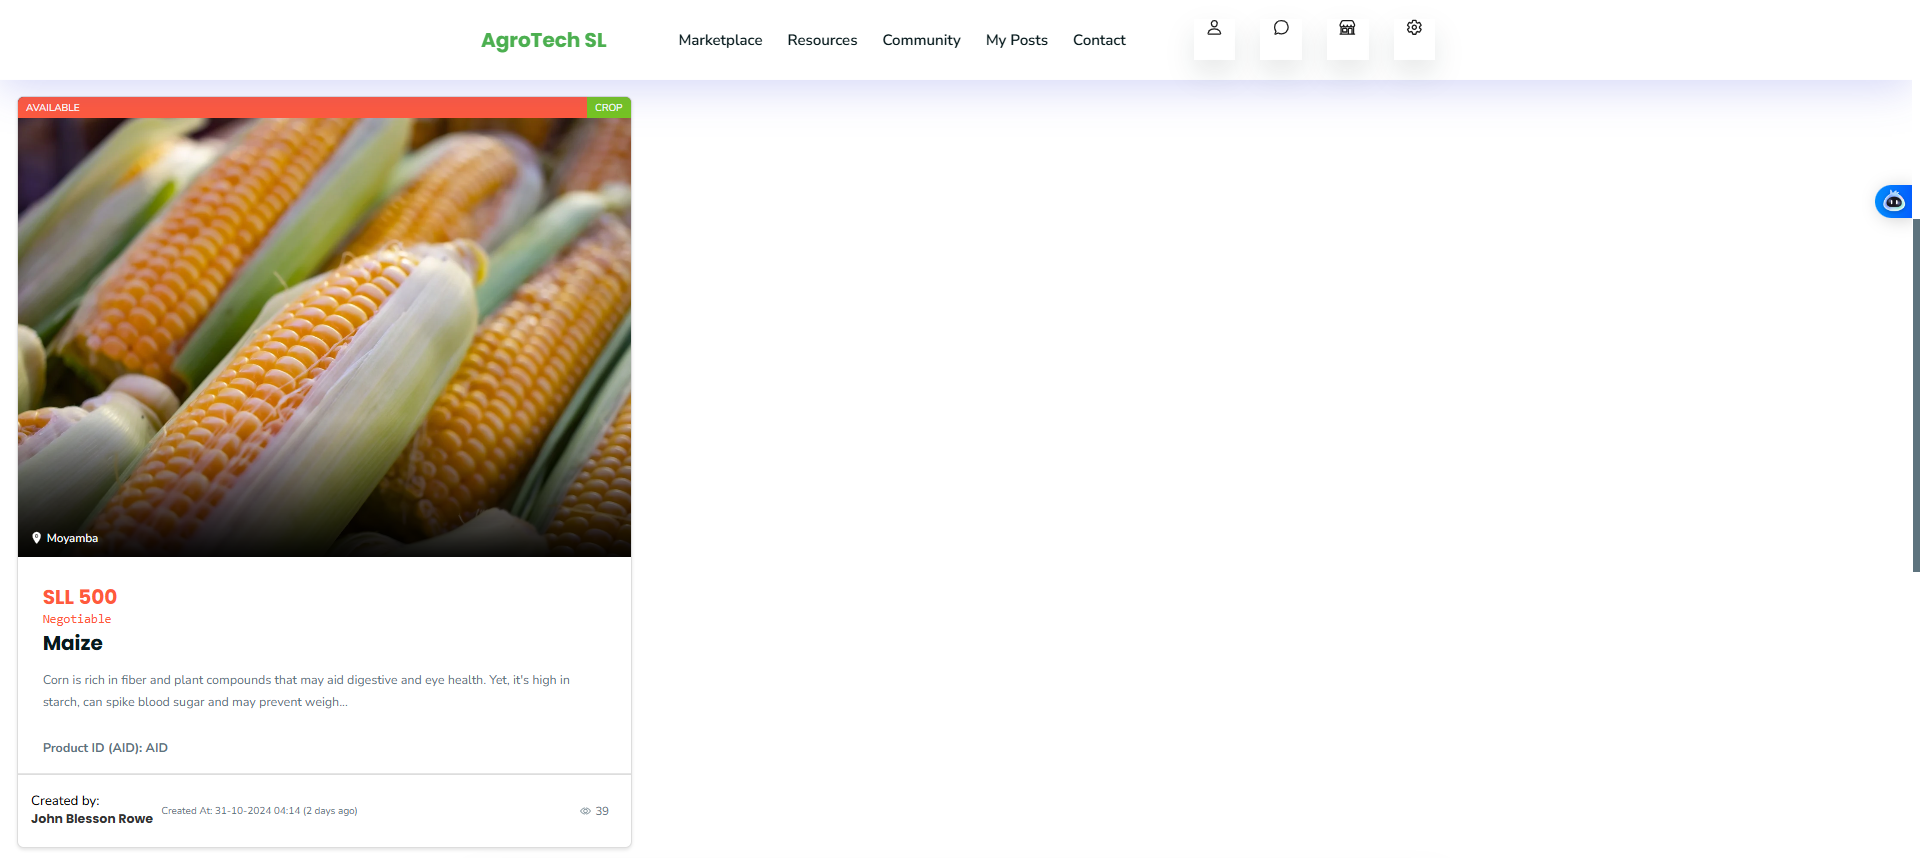 AgroTech SL
Marketplace
Resources
Community
My Posts
Contact
AVAILABLE
CROP
Moyamba
SLL 500
Negotiable
Maize
Corn is rich in fiber and plant compounds that may aid digestive and eye health. Yet, it's high in
starch, can spike blood sugar and may prevent weigh...
Product ID (AID): AID
Created by:
John Blesson Rowe
Created At: 31-10-2024 04:14 (2 days ago)
39